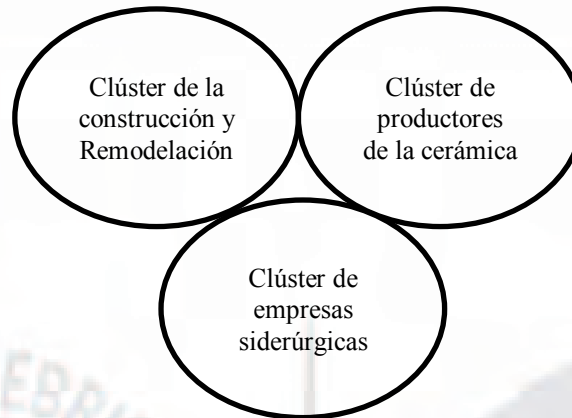 Clúster de la
construcción y
Remodelación
Clúster de
productores
de la cerámica
Clúster de
empresas
siderúrgicas